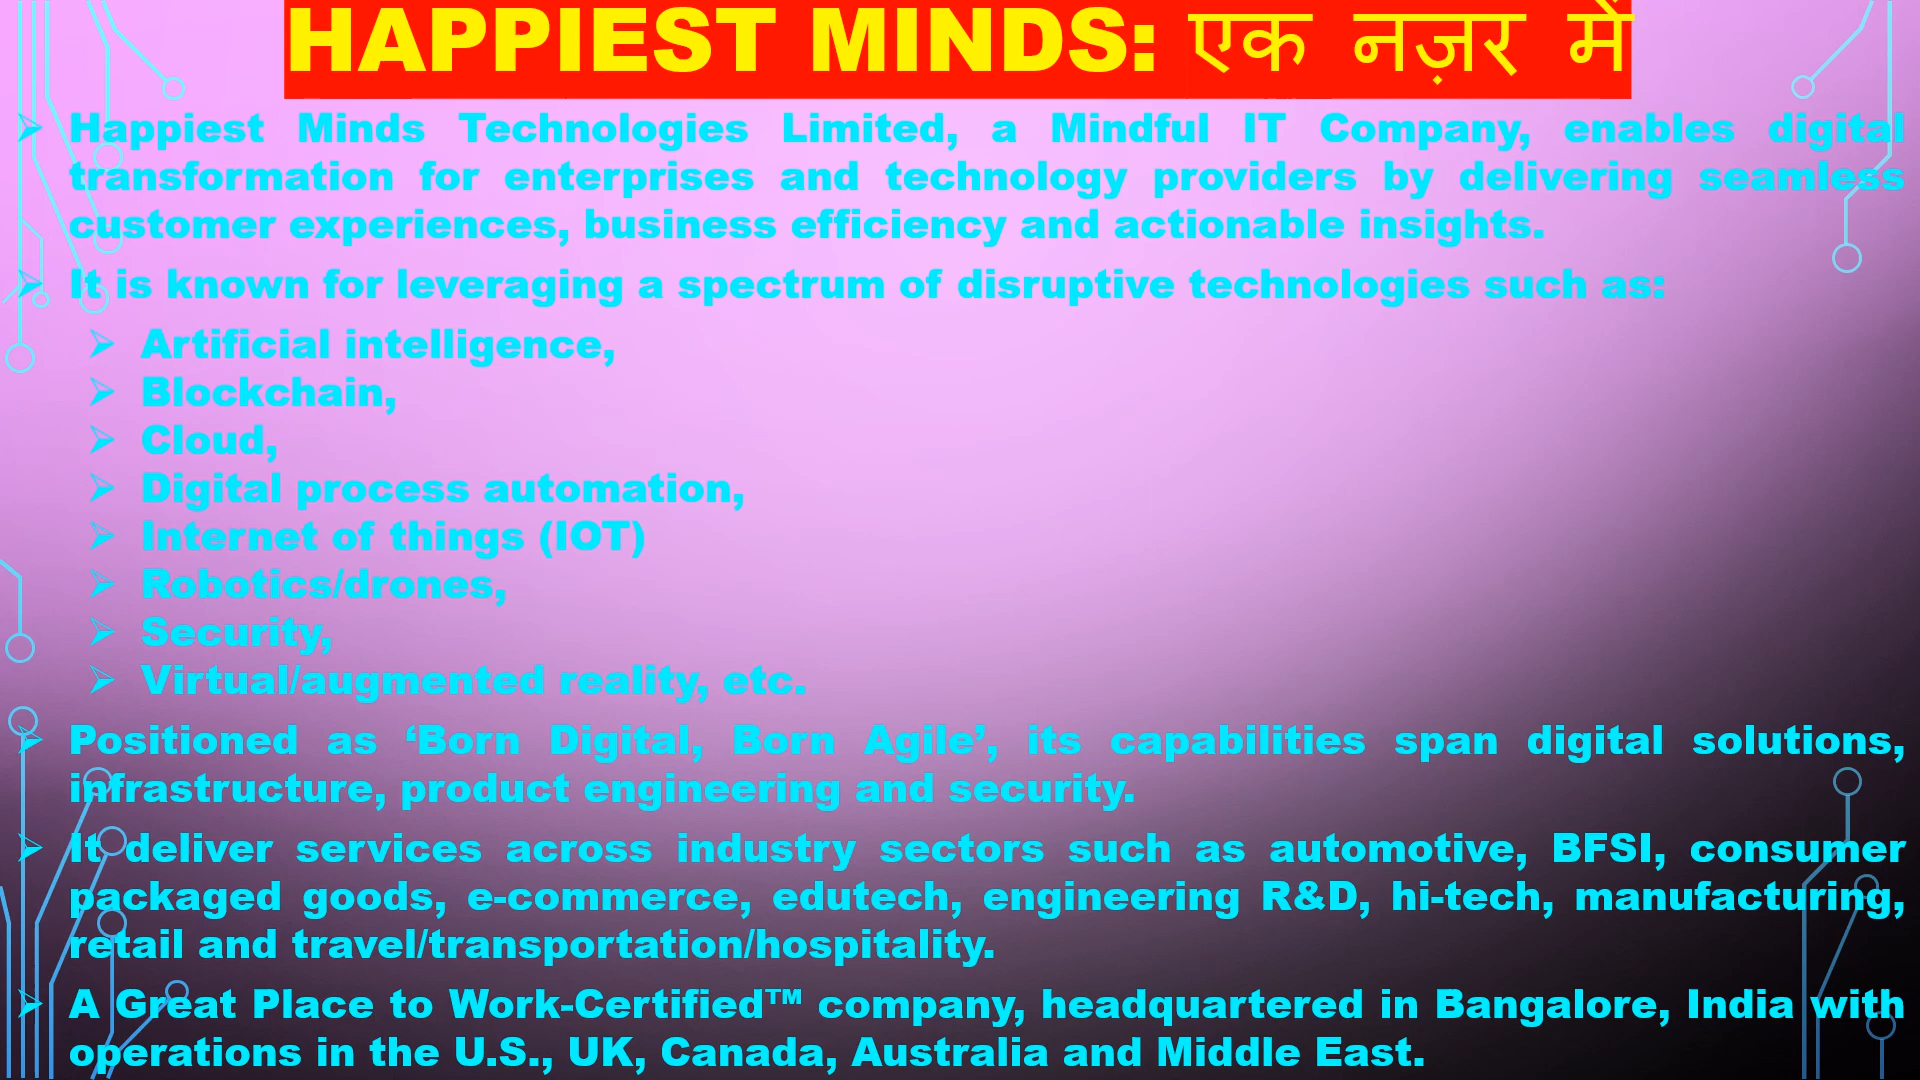 HAPPIEST MINDS: एक नज़र में
➢ Happiest Minds Technologies Limited, a Mindful IT Company, enables digital
transformation for enterprises and technology providers by delivering seamless
customer experiences, business efficiency and actionable insights.
➢ It is known for leveraging a spectrum of disruptive technologies such as:
➢ Artificial intelligence,
➢ Blockchain,
➢ Cloud,
➢ Digital process automation,
➢ Internet of things (IOT)
➢ Robotics/drones,
➢ Security,
➢ Virtual/augmented reality, etc.
➢ Positioned as ‘Born Digital, Born Agile’, its capabilities span digital solutions,
infrastructure, product engineering and security.
➢ It deliver services across industry sectors such as automotive, BFSI, consumer
packaged goods, e-commerce, edutech, engineering R&D, hi-tech, manufacturing,
retail and travel/transportation/hospitality.
➢ A Great Place to Work-Certified™ company, headquartered in Bangalore, India with
operations in the U.S., UK, Canada, Australia and Middle East.